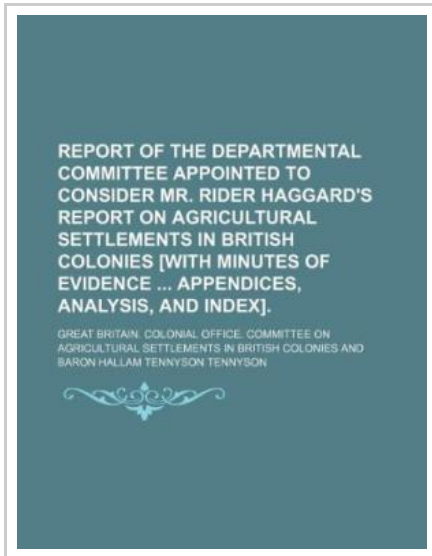 REPORT OF THE DEPARTMENTAL
COMMITTEE APPOINTED TO
CONSIDER MR. RIDER HAGGARD'S
REPORT ON AGRICULTURAL
SETTLEMENTS IN BRITISH
COLONIES [WITH MINUTES OF
EVIDENCE ... APPENDICES,
ANALYSIS, AND INDEX].
GREAT BRITAIN. COLONIAL OFFICE. COMMITTEE ON
AGRICULTURAL SETTLEMENTS IN BRITISH COLONIES AND
BARON HALLAM TENNYSON TENNYSON